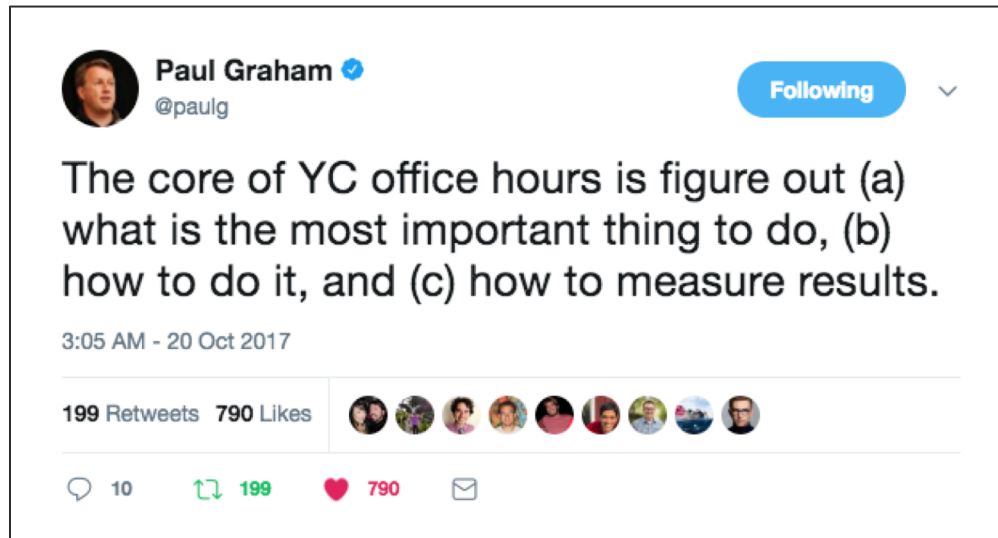 Paul Graham
@paulg
Following
The core of YC office hours is figure out (a)
what is the most important thing to do, (b)
how to do it, and (c) how to measure results.
3:05 AM - 20 Oct 2017
199 Retweets 790 Likes
10 199 790